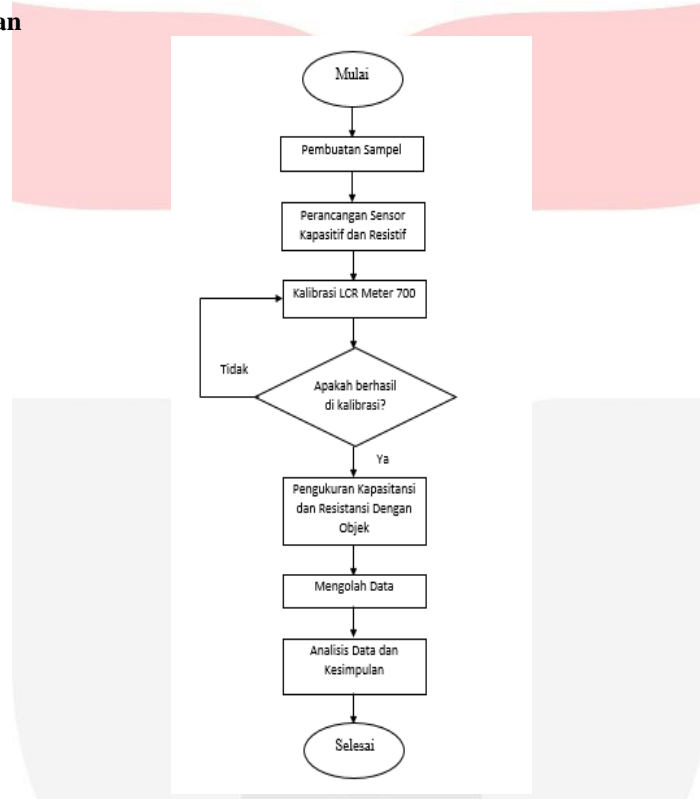 an
Mulai
Pembuatan Sampel
Perancangan Sensor
Kapasitif dan Resistif
Kalibrasi LCR Meter 700
Tidak
Apakah berhasil
di kalibrasi?
Ya
Pengukuran Kapasitansi
dan Resistansi Dengan
Objek
Mengolah Data
Analisis Data dan
Kesimpulan
Selesai